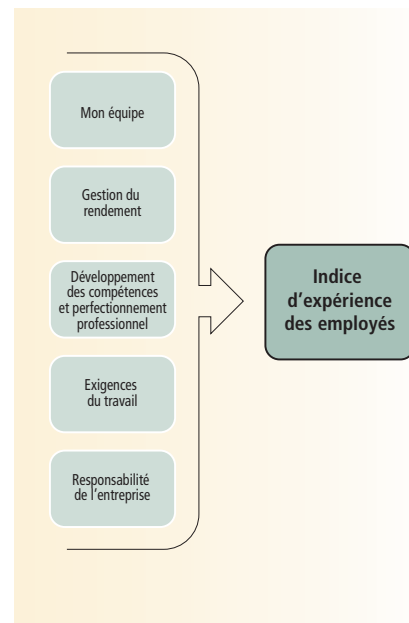 Mon équipe
Gestion du
rendement
Développement
des compétences
et perfectionnement
professionnel
Exigences
du travail
Responsabilité
de l'entreprise
Indice
d'expérience
des employés